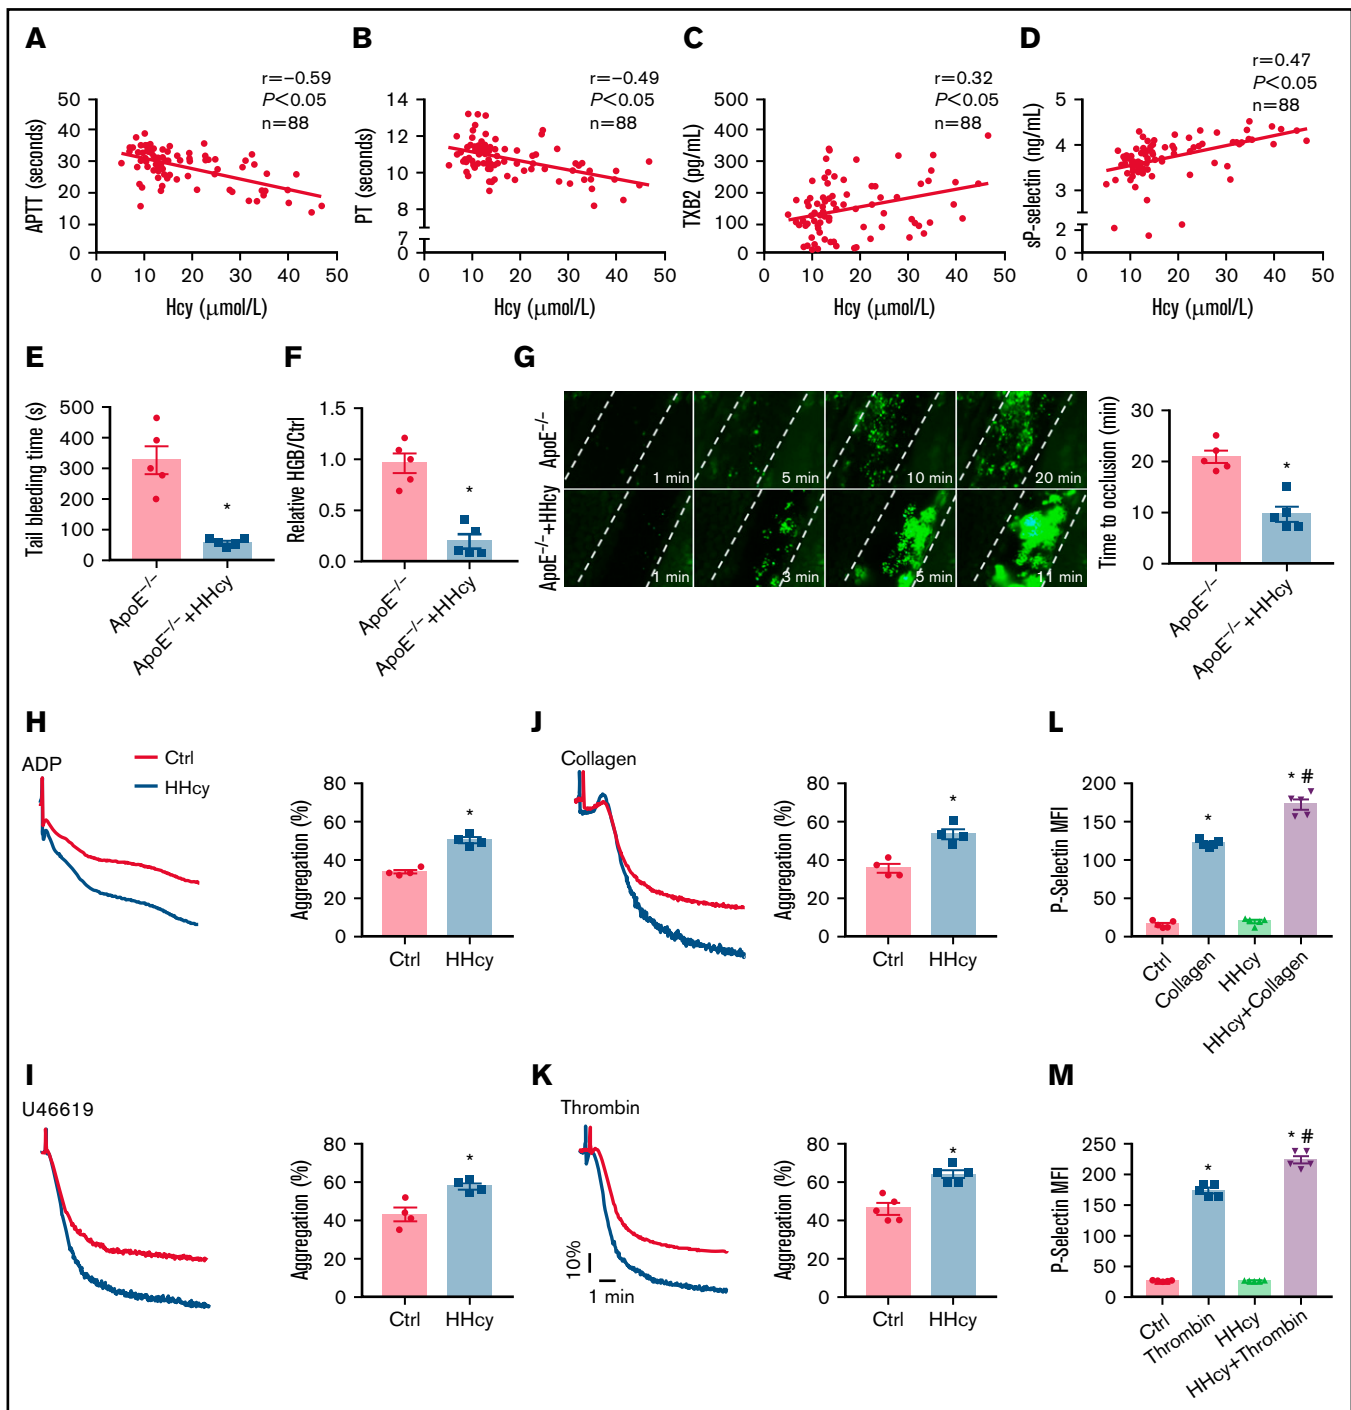 A
r=−0.59
P<0.05
n=88
APTT (seconds)
50
40
30
20
10
0
0 10 20 30 40 50
Hcy (μmol/L)
B
r=−0.49
P<0.05
n=88
PT (seconds)
14
12
10
8
7
0
0 10 20 30 40 50
Hcy (μmol/L)
C
r=0.32
P<0.05
n=88
TXB2 (pg/mL)
500
400
300
200
100
0
0 10 20 30 40 50
Hcy (μmol/L)
D
r=0.47
P<0.05
n=88
sP-selectin (ng/mL)
5
4
3
2
0
0 10 20 30 40 50
Hcy (μmol/L)
E
Tail bleeding time (s)
500
400
300
200
100
0
*
ApoE−/−
ApoE−/−+HHcy
F
Relative HGB/Ctrl
1.5
1.0
0.5
0.0
*
ApoE−/−
ApoE−/−+HHcy
G
ApoE−/−
1 min 5 min 10 min 20 min
ApoE−/−+HHcy
1 min 3 min 5 min 11 min
Time to occlusion (min)
30
20
10
0
*
ApoE−/−
ApoE−/−+HHcy
H
ADP
Ctrl
HHcy
Aggregation (%)
80
60
40
20
0
*
Ctrl HHcy
J
Collagen
Aggregation (%)
80
60
40
20
0
*
Ctrl HHcy
L
P-Selectin MFI
200
150
100
50
0
*
* #
Ctrl
Collagen
HHcy
HHcy+Collagen
I
U46619
Aggregation (%)
80
60
40
20
0
*
Ctrl HHcy
K
Thrombin
10%
1 min
Aggregation (%)
80
60
40
20
0
*
Ctrl HHcy
M
P-Selectin MFI
250
200
150
100
50
0
*
* #
Ctrl
Thrombin
HHcy
HHcy+Thrombin